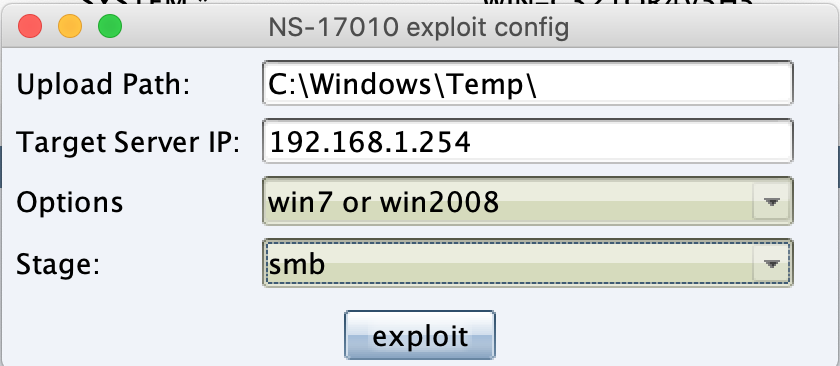 NS-17010 exploit config
Upload Path: C:\Windows\Temp\
Target Server IP: 192.168.1.254
Options win7 or win2008
Stage: smb
exploit